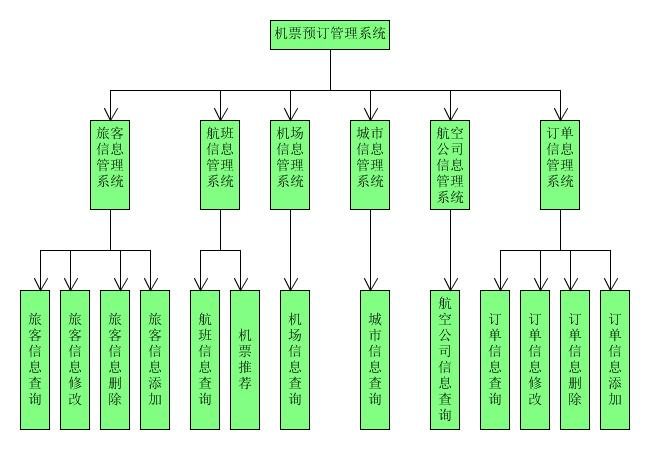 机票预订管理系统
旅客
信息
管理
系统
航班
信息
管理
系统
机场
信息
管理
系统
城市
信息
管理
系统
航空
公司
信息
管理
系统
订单
信息
管理
系统
旅客信息查询
旅客信息修改
旅客信息删除
旅客信息添加
航班信息查询
机票推荐
机场信息查询
城市信息查询
航空公司信息查询
订单信息查询
订单信息修改
订单信息删除
订单信息添加